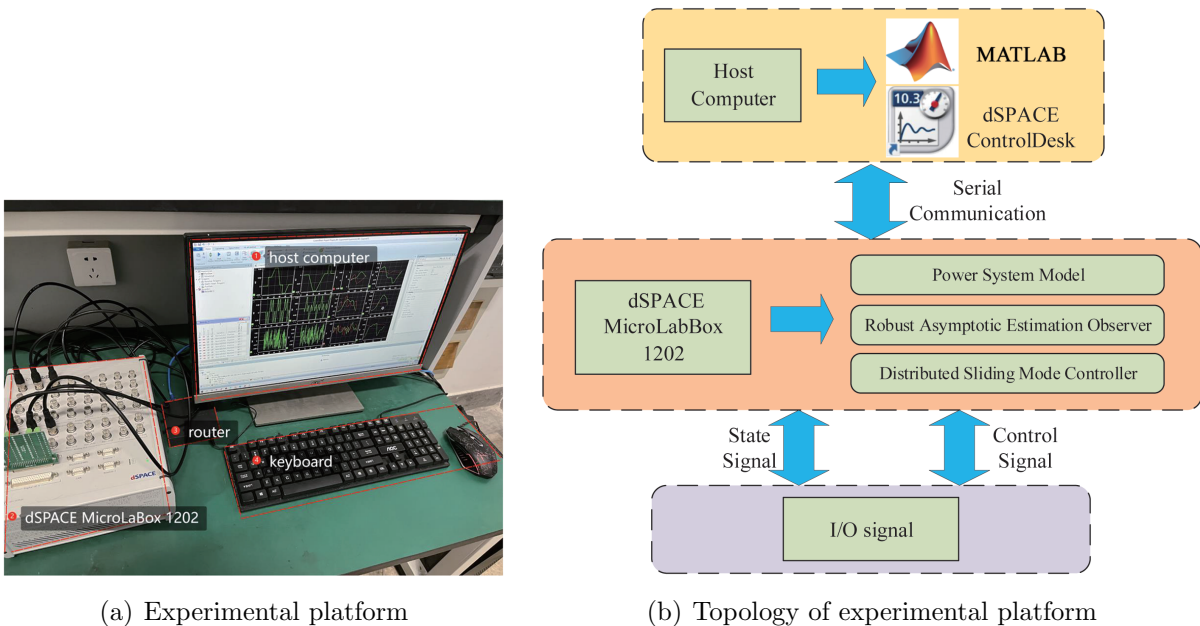 host computer
router
keyboard
dSPACE
dSPACE MicroLaBox 1202
(a) Experimental platform
Host
Computer
MATLAB
10.3
dSPACE
ControlDesk
Serial
Communication
dSPACE
MicroLabBox
1202
Power System Model
Robust Asymptotic Estimation Observer
Distributed Sliding Mode Controller
State
Signal
Control
Signal
I/O signal
(b) Topology of experimental platform